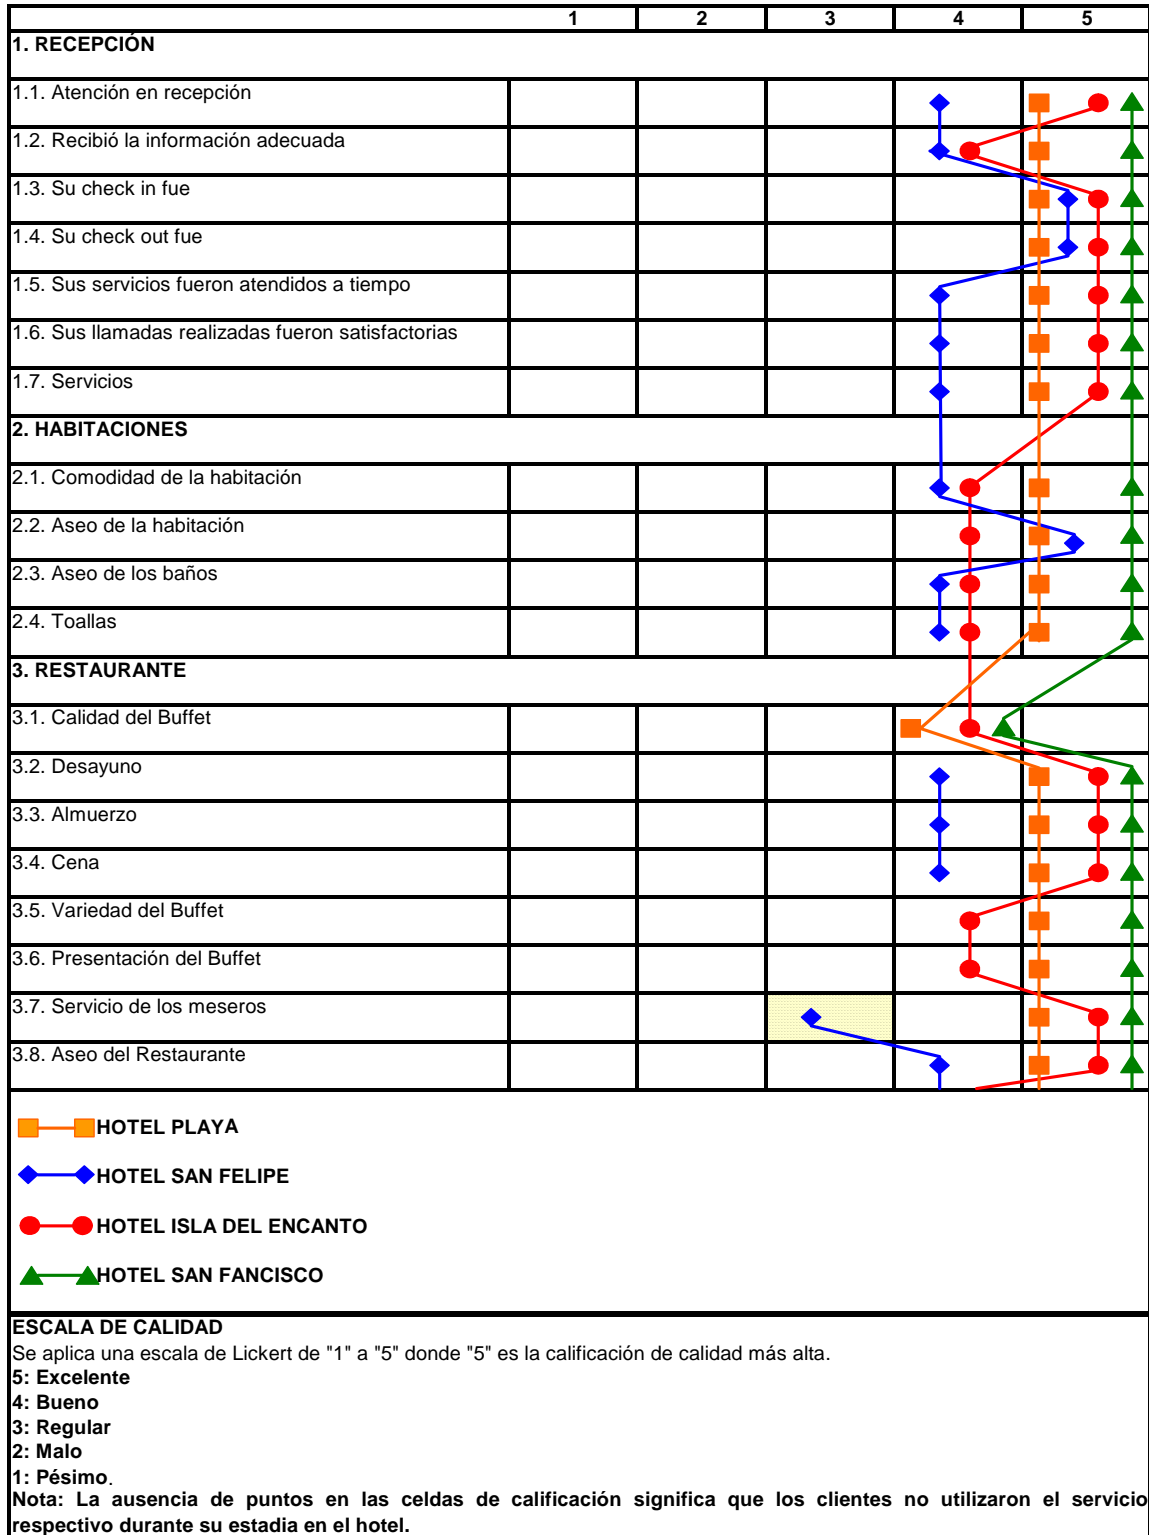 1 2 3 4 5
1. RECEPCIÓN
1.1. Atención en recepción
1.2. Recibió la información adecuada
1.3. Su check in fue
1.4. Su check out fue
1.5. Sus servicios fueron atendidos a tiempo
1.6. Sus llamadas realizadas fueron satisfactorias
1.7. Servicios
2. HABITACIONES
2.1. Comodidad de la habitación
2.2. Aseo de la habitación
2.3. Aseo de los baños
2.4. Toallas
3. RESTAURANTE
3.1. Calidad del Buffet
3.2. Desayuno
3.3. Almuerzo
3.4. Cena
3.5. Variedad del Buffet
3.6. Presentación del Buffet
3.7. Servicio de los meseros
3.8. Aseo del Restaurante
HOTEL PLAYA
HOTEL SAN FELIPE
HOTEL ISLA DEL ENCANTO
HOTEL SAN FANCISCO
ESCALA DE CALIDAD
Se aplica una escala de Lickert de "1" a "5" donde "5" es la calificación de calidad más alta.
5: Excelente
4: Bueno
3: Regular
2: Malo
1: Pésimo.
Nota: La ausencia de puntos en las celdas de calificación significa que los clientes no utilizaron el servicio
respectivo durante su estadia en el hotel.